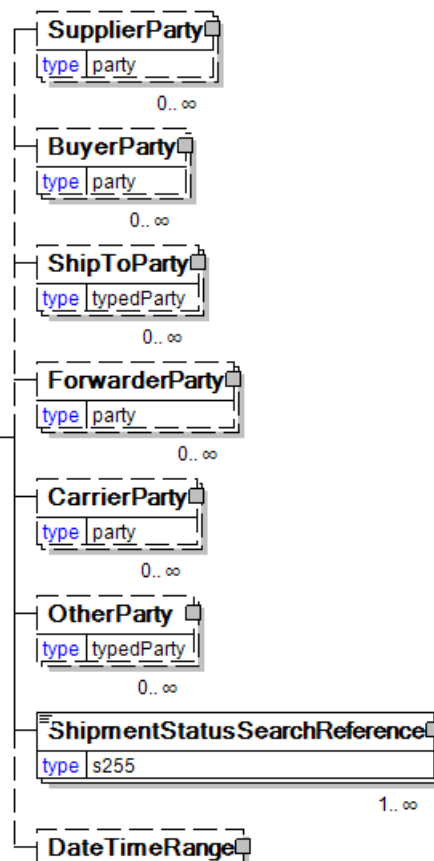 SupplierParty
type party
0.. ∞
BuyerParty
type party
0.. ∞
ShipToParty
type typedParty
0.. ∞
ForwarderParty
type party
0.. ∞
CarrierParty
type party
0.. ∞
OtherParty
type typedParty
0.. ∞
ShipmentStatusSearchReference
type s255
1.. ∞
DateTimeRange